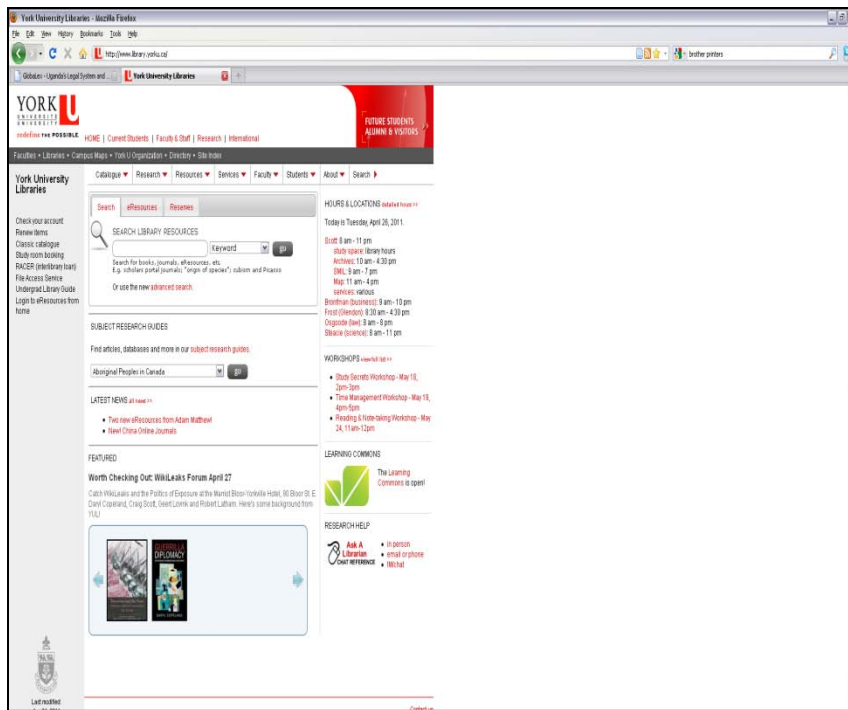 York University Libraries - Mozilla Firefox
File Edit View History Bookmarks Tools Help
http://www.library.yorku.ca/
brother printers
GlobaLex - Uganda's Legal System and ...
York University Libraries
YORK U
UNIVERSITÉ
UNIVERSITY
redefine THE POSSIBLE.
HOME | Current Students | Faculty & Staff | Research | International
FUTURE STUDENTS
ALUMNI & VISITORS
Faculties • Libraries • Campus Maps • York U Organization • Directory • Site Index
York University
Libraries
Catalogue Research Resources Services Faculty Students About Search
Check your account
Renew items
Classic catalogue
Study room booking
RACER (interlibrary loan)
File Access Service
Undergrad Library Guide
Login to eResources from
home
Search eResources Reserves
SEARCH LIBRARY RESOURCES
Keyword go
Search for books, journals, eResources, etc.
E.g. scholars portal journals; "origin of species"; cubism and Picasso
Or use the new advanced search.
SUBJECT RESEARCH GUIDES
Find articles, databases and more in our subject research guides.
Aboriginal Peoples in Canada go
LATEST NEWS all news >>
Two new eResources from Adam Matthew!
New! China Online Journals
FEATURED
Worth Checking Out: WikiLeaks Forum April 27
Catch WikiLeaks and the Politics of Exposure at the Marriot Bloor-Yorkville Hotel, 90 Bloor St. E.
Daryl Copeland, Craig Scott, Geert Lovink and Robert Latham. Here's some background from
YUL!
GUERRILLA
DIPLOMACY
DARYL COPELAND
HOURS & LOCATIONS detailed hours >>
Today is Tuesday, April 26, 2011.
Scott: 8 am - 11 pm
study space: library hours
Archives: 10 am - 4:30 pm
SMIL: 9 am - 7 pm
Map: 11 am - 4 pm
services: various
Bronfman (business): 9 am - 10 pm
Frost (Glendon): 8:30 am - 4:30 pm
Osgoode (law): 8 am - 8 pm
Steacie (science): 8 am - 11 pm
WORKSHOPS view full list >>
Study Secrets Workshop - May 18,
2pm-3pm
Time Management Workshop - May 19,
4pm-5pm
Reading & Note-taking Workshop - May
24, 11am-12pm
LEARNING COMMONS
The Learning
Commons is open!
RESEARCH HELP
Ask A
Librarian
CHAT REFERENCE
in person
email or phone
IM/chat
Last modified
Contact us